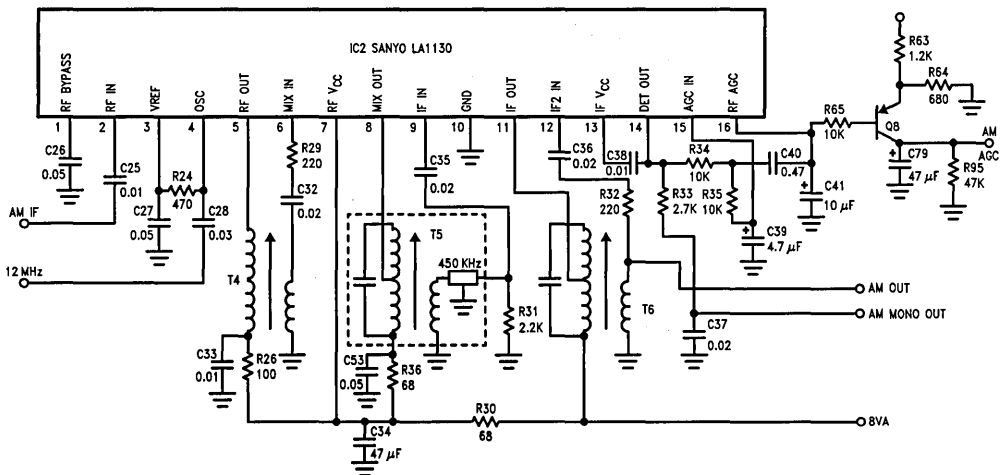 IC2 SANYO LA1130
RF BYPASS
RF IN
VREF
OSC
RF OUT
MIX IN
RF VCC
MIX OUT
IF IN
GND
IF OUT
IF2 IN
IF VCC
DET OUT
AGC IN
RF AGC
1 2 3 4 5 6 7 8 9 10 11 12 13 14 15 16
R63
1.2K
R64
680
R65
10K
Q8
AM
AGC
C79
47 μF
R95
47K
C26
0.05
C25
0.01
R24
470
C27
0.05
C28
0.03
R29
220
C32
0.02
C35
0.02
C36
0.02
C38
0.01
R32
220
R34
10K
R33
2.7K
R35
10K
C40
0.47
C41
10 μF
C39
4.7 μF
AM IF
12 MHz
T4
T5
450 KHz
R31
2.2K
T6
AM OUT
AM MONO OUT
C37
0.02
C33
0.01
R26
100
C53
0.05
R36
68
R30
68
8VA
C34
47 μF